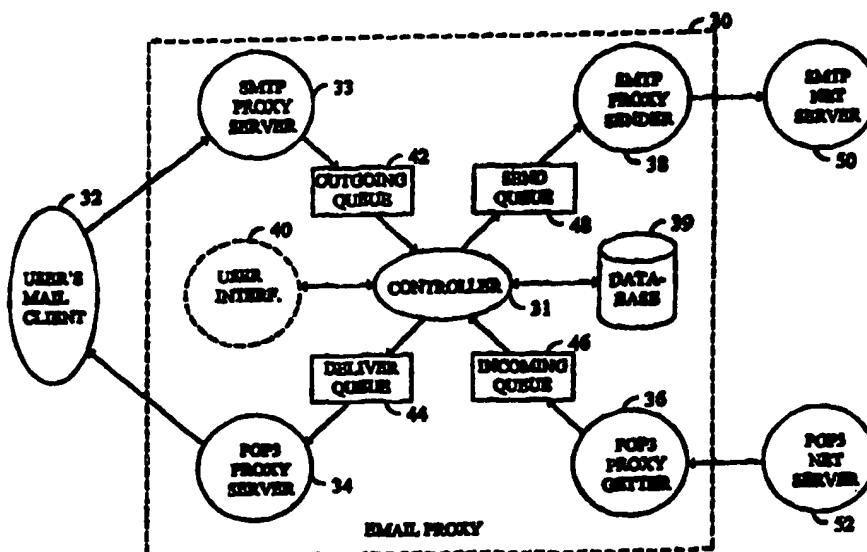 30
SMTP
PROXY
SERVER
33
SMTP
PROXY
SENDER
38
SMTP
NET
SERVER
50
32
USER'S
MAIL
CLIENT
42
OUTGOING
QUEUE
SEND
QUEUE
48
40
USER
INTERF.
CONTROLLER
31
39
DATA-
BASE
DELIVER
QUEUE
44
46
INCOMING
QUEUE
POP3
PROXY
SERVER
34
36
POP3
PROXY
GETTER
POP3
NET
SERVER
52
EMAIL PROXY